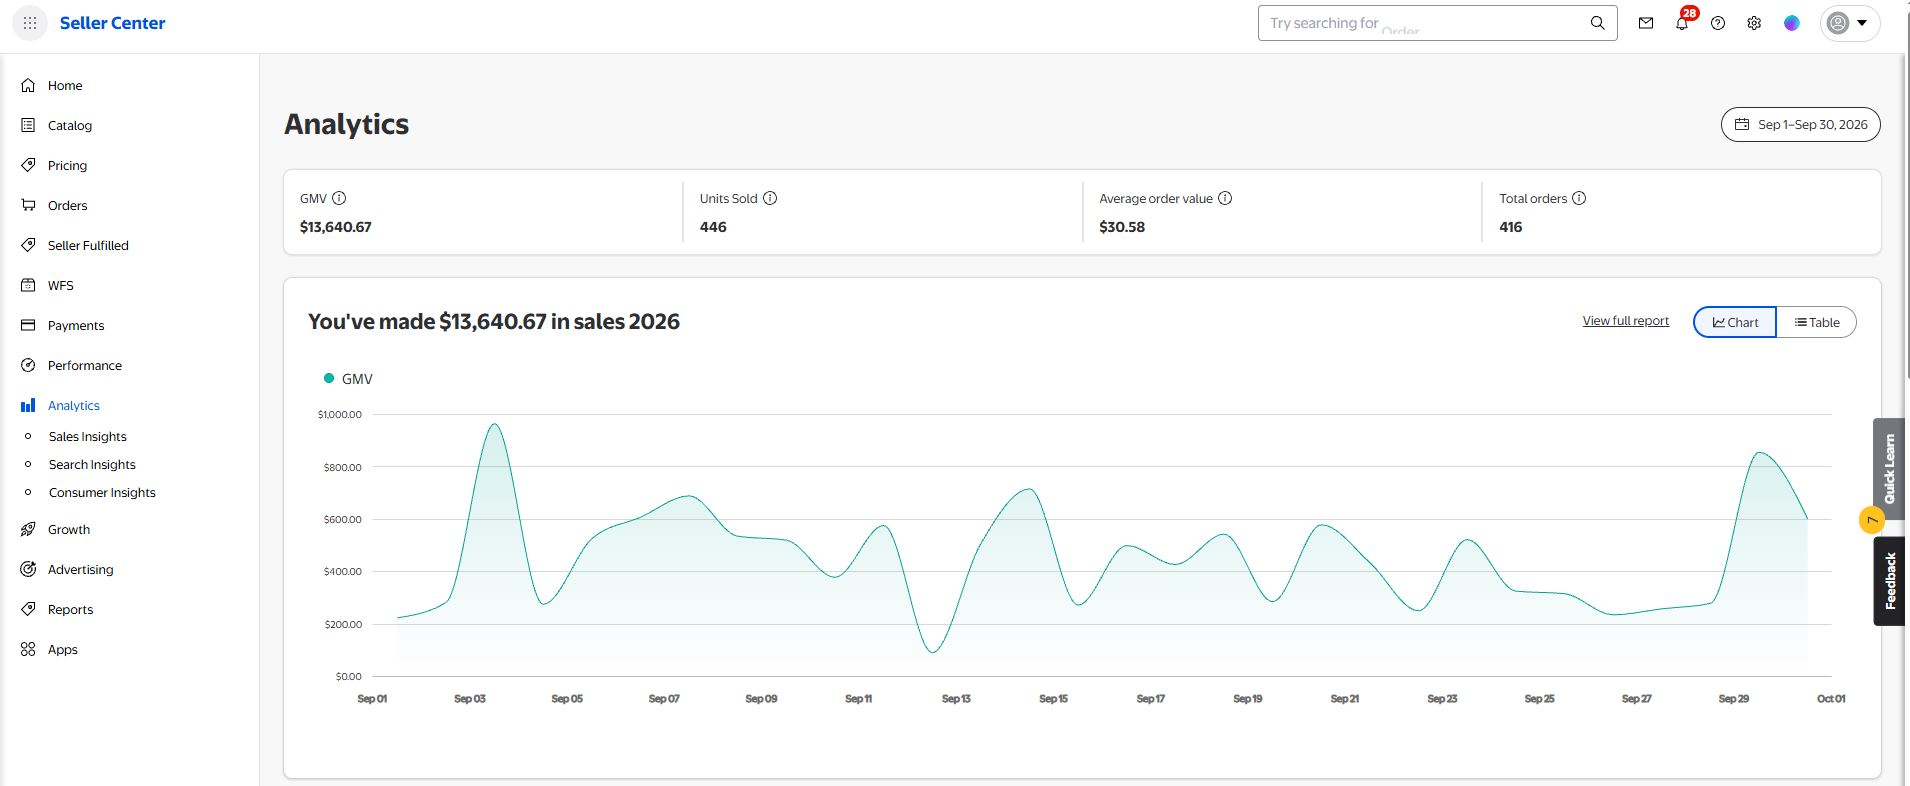 Seller Center
Try searching for Order
28
Home
Catalog
Pricing
Orders
Seller Fulfilled
WFS
Payments
Performance
Analytics
Sales Insights
Search Insights
Consumer Insights
Growth
Advertising
Reports
Apps
Analytics
Sep 1–Sep 30, 2026
GMV
$13,640.67
Units Sold
446
Average order value
$30.58
Total orders
416
You've made $13,640.67 in sales 2026
View full report
Chart
Table
GMV
$1,000.00
$800.00
$600.00
$400.00
$200.00
$0.00
Sep 01 Sep 03 Sep 05 Sep 07 Sep 09 Sep 11 Sep 13 Sep 15 Sep 17 Sep 19 Sep 21 Sep 23 Sep 25 Sep 27 Sep 29 Oct 01
Quick Learn
7
Feedback